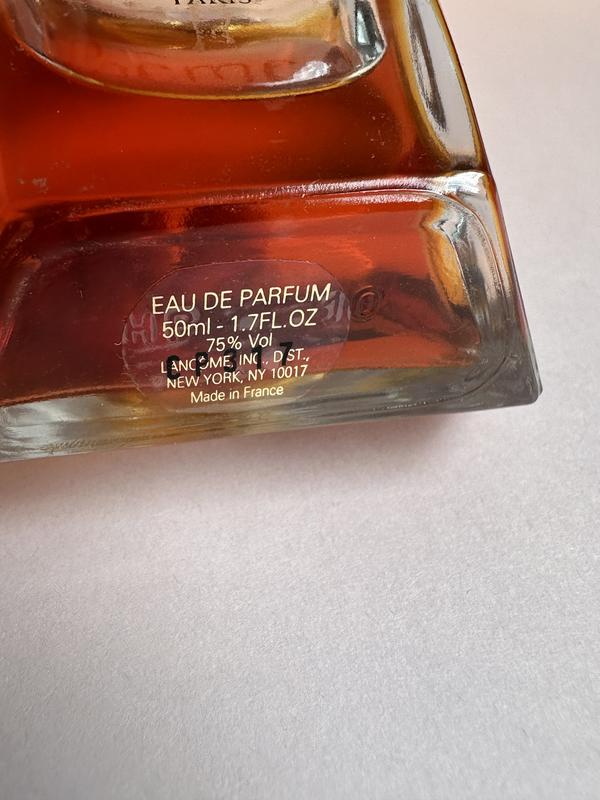 PARIS
EAU DE PARFUM
50ml - 1.7FL.OZ
75% Vol
LANCOME, INC., DIST.,
CP317
NEW YORK, NY 10017
Made in France